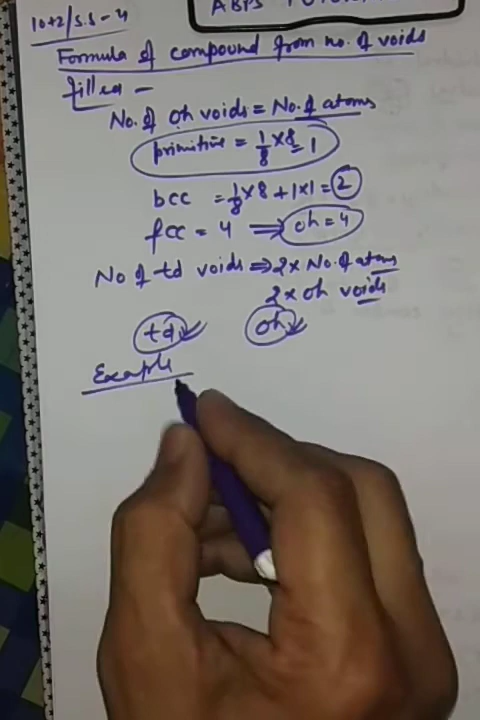 10+2/S.S-4
ABPS TUTOR
Formula of compound from no. of voids
filled -
No. of oh voids = No. of atoms
primitive = 1/8 × 8 = 1
bcc = 1/8 × 8 + 1×1 = 2
fcc = 4 ⟹ oh = 4
No of td voids ⟹ 2 × No. of atoms
2 × oh voids
td oh
Example